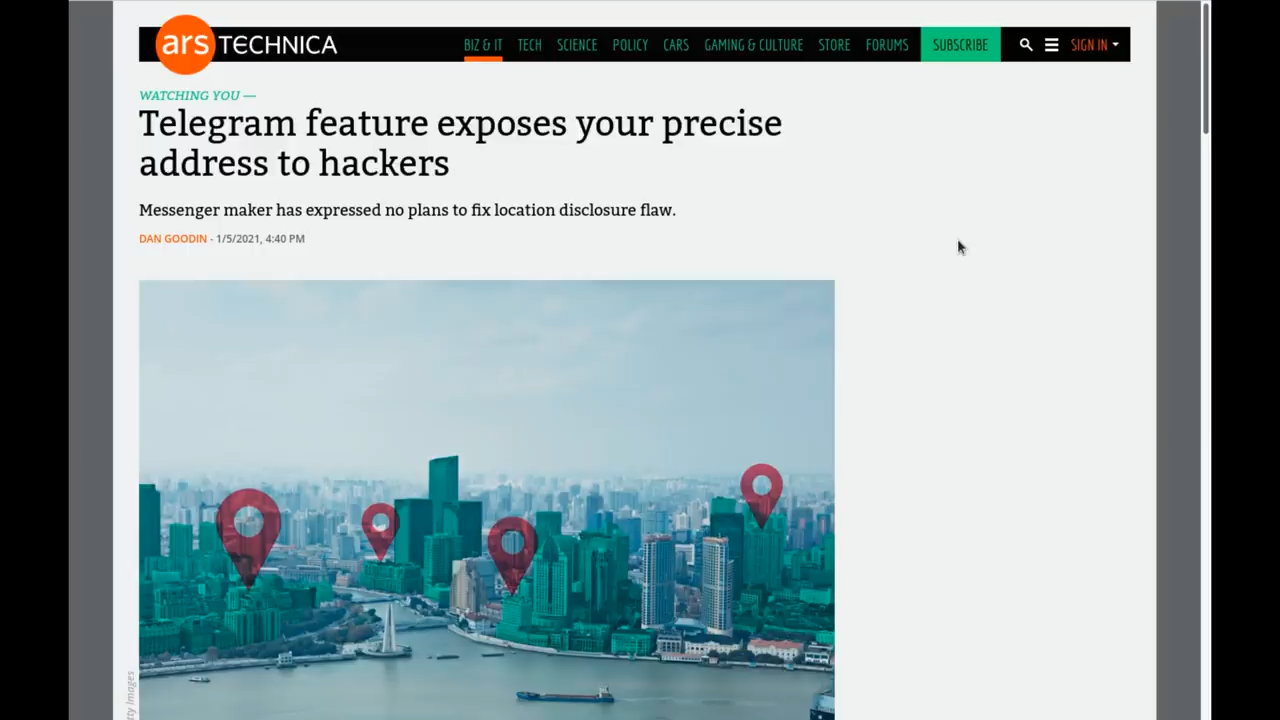 ars TECHNICA
BIZ & IT TECH SCIENCE POLICY CARS GAMING & CULTURE STORE FORUMS SUBSCRIBE SIGN IN
WATCHING YOU —
Telegram feature exposes your precise
address to hackers
Messenger maker has expressed no plans to fix location disclosure flaw.
DAN GOODIN - 1/5/2021, 4:40 PM
tty Images